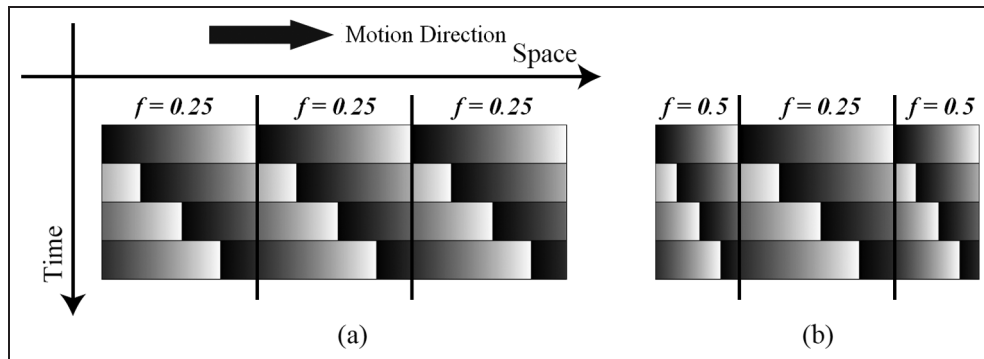 Motion Direction
Space
f = 0.25 f = 0.25 f = 0.25 f = 0.5 f = 0.25 f = 0.5
Time
(a) (b)